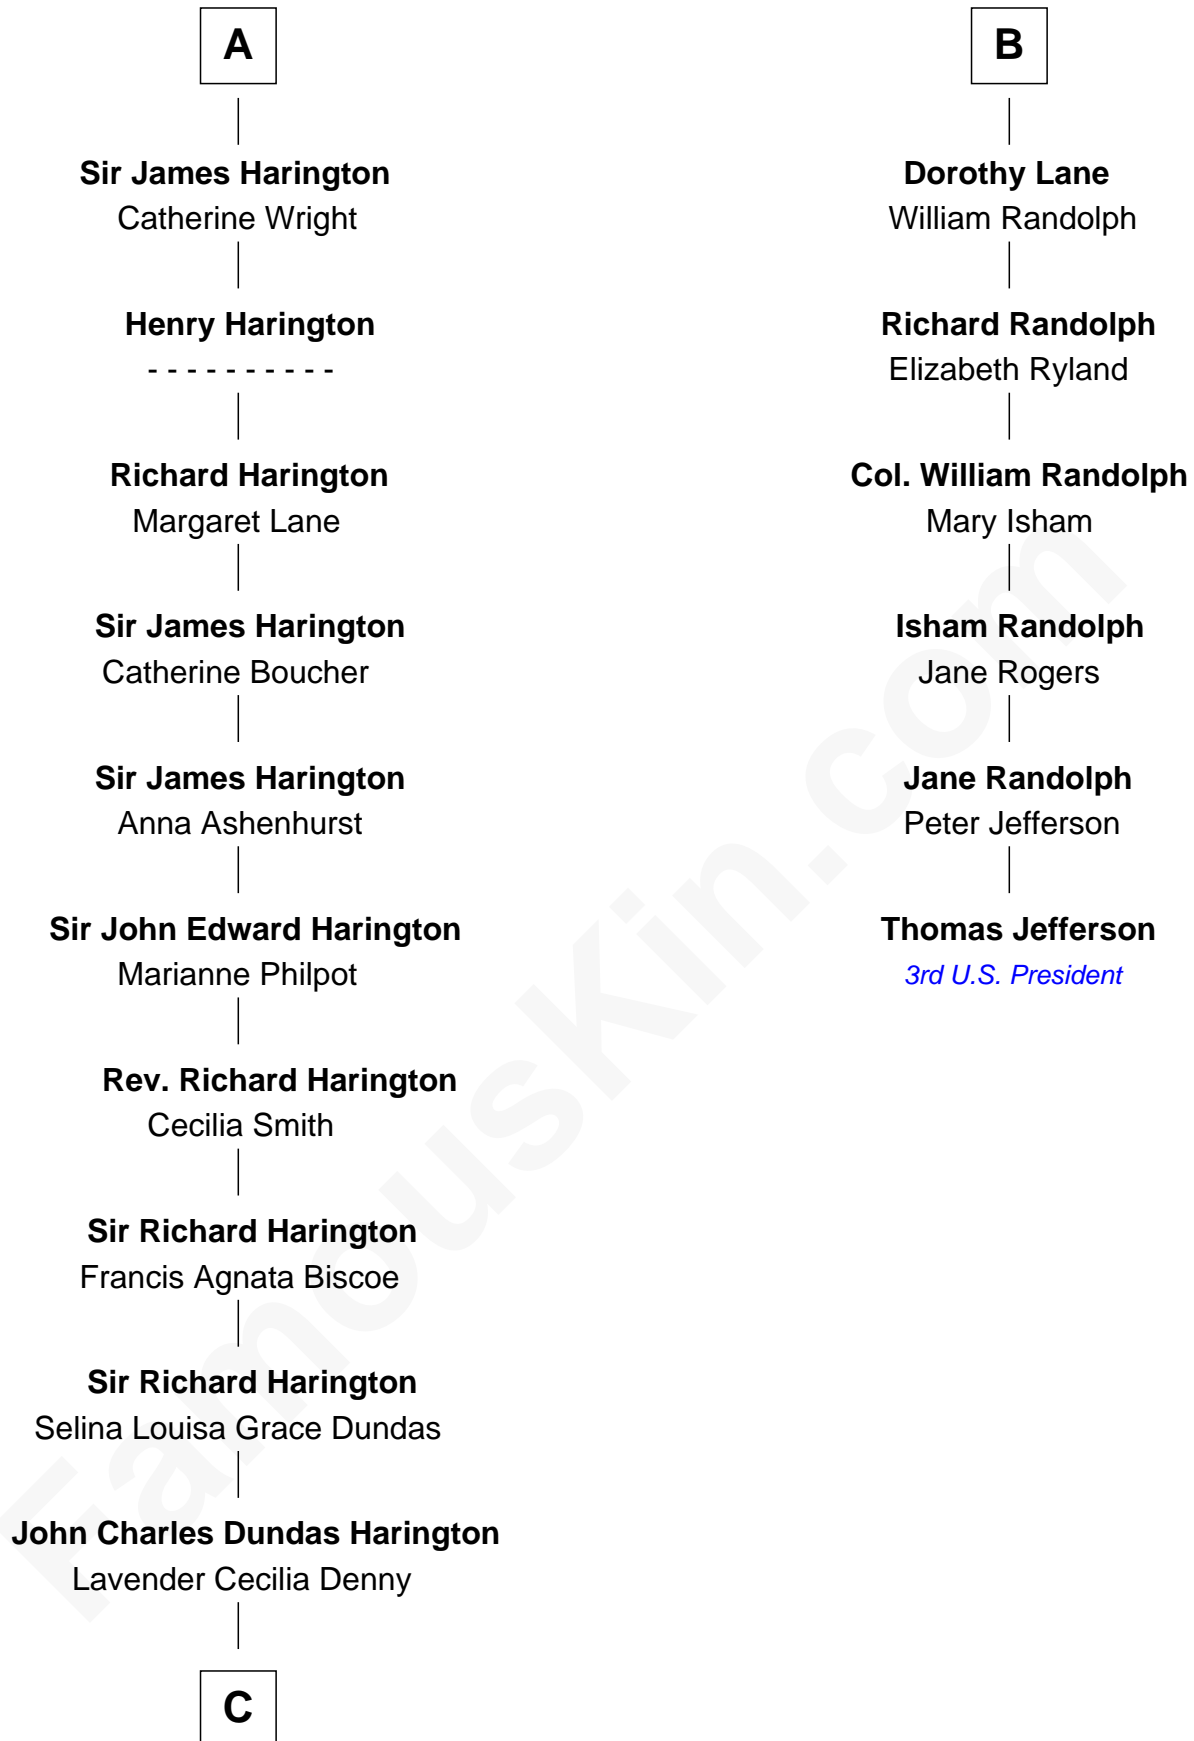 A
Sir James Harington
Catherine Wright
Henry Harington
- - - - - - - - - -
Richard Harington
Margaret Lane
Sir James Harington
Catherine Boucher
Sir James Harington
Anna Ashenhurst
Sir John Edward Harington
Marianne Philpot
Rev. Richard Harington
Cecilia Smith
Sir Richard Harington
Francis Agnata Biscoe
Sir Richard Harington
Selina Louisa Grace Dundas
John Charles Dundas Harington
Lavender Cecilia Denny
C
B
Dorothy Lane
William Randolph
Richard Randolph
Elizabeth Ryland
Col. William Randolph
Mary Isham
Isham Randolph
Jane Rogers
Jane Randolph
Peter Jefferson
Thomas Jefferson
3rd U.S. President
FamousKin.com